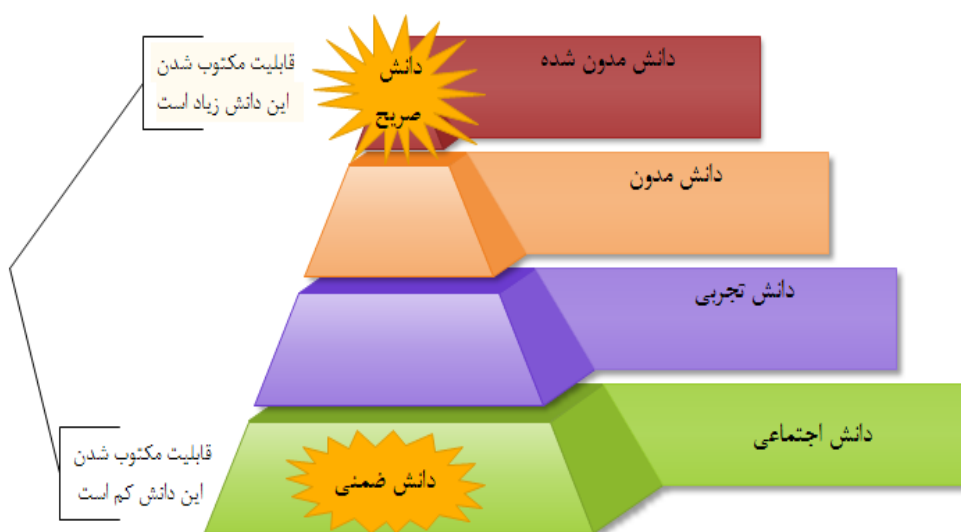 قابلیت مکتوب شدن
این دانش زیاد است
دانش
صریح
دانش مدون شده
دانش مدون
دانش تجربی
دانش اجتماعی
دانش ضمنی
قابلیت مکتوب شدن
این دانش کم است